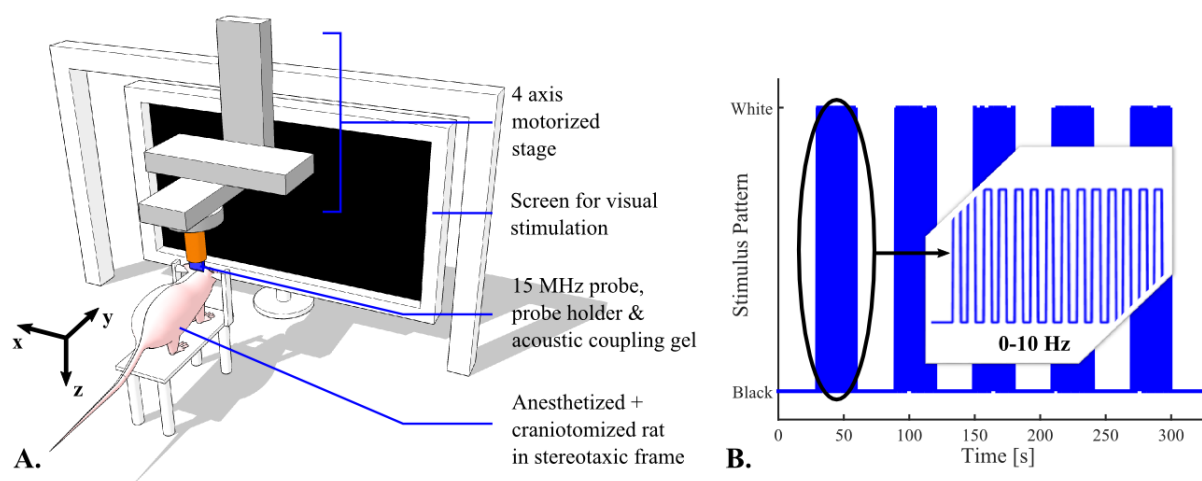 4 axis
motorized
stage
Screen for visual
stimulation
15 MHz probe,
probe holder &
acoustic coupling gel
Anesthetized +
craniotomized rat
in stereotaxic frame
x
y
z
A.
White
Stimulus Pattern
Black
0-10 Hz
0
50
100
150
200
250
300
Time [s]
B.